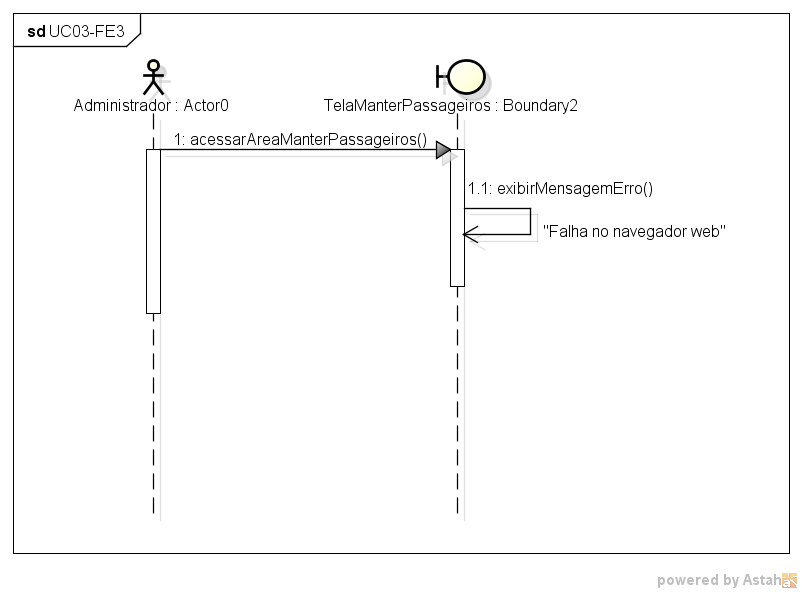 sd UC03-FE3
Administrador : Actor0
TelaManterPassageiros : Boundary2
1: acessarAreaManterPassageiros()
1.1: exibirMensagemErro()
"Falha no navegador web"
powered by Astah